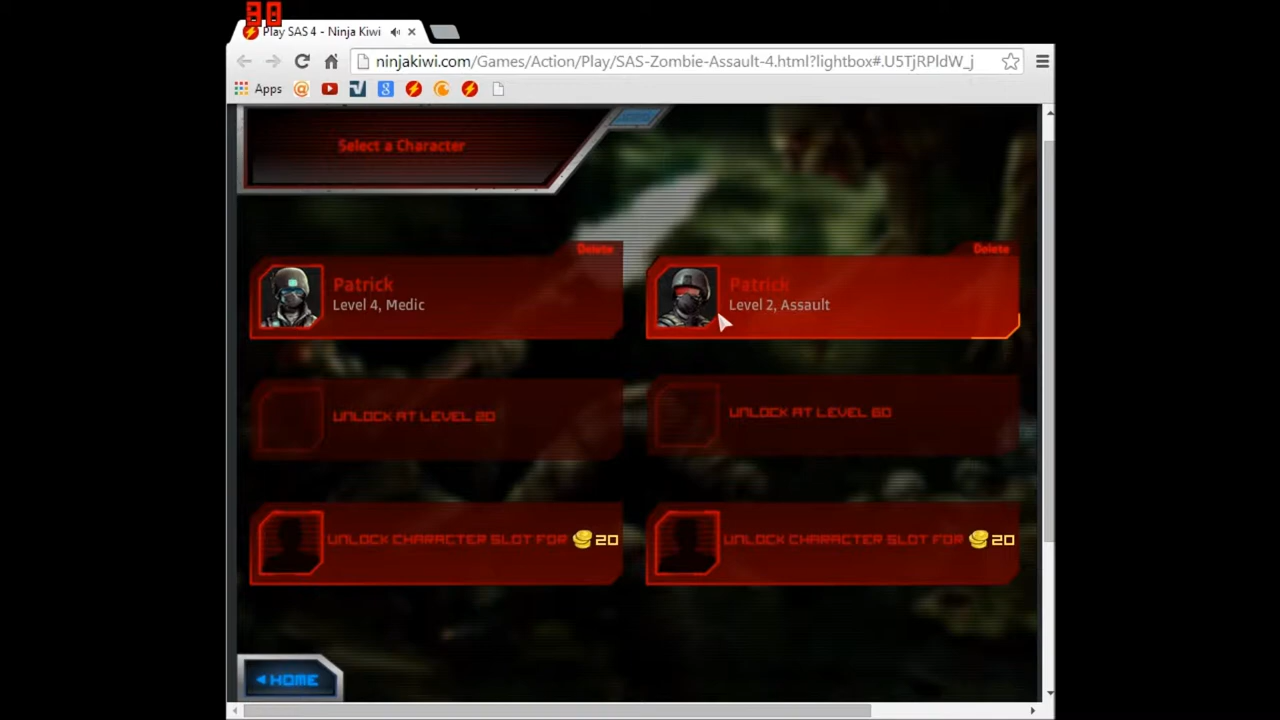 80
Play SAS 4 - Ninja Kiwi
ninjakiwi.com/Games/Action/Play/SAS-Zombie-Assault-4.html?lightbox#.U5TjRPldW_j
Apps
Select a Character
Delete
Patrick
Level 4, Medic
Delete
Patrick
Level 2, Assault
UNLOCK AT LEVEL 20
UNLOCK AT LEVEL 60
UNLOCK CHARACTER SLOT FOR 20
UNLOCK CHARACTER SLOT FOR 20
HOME